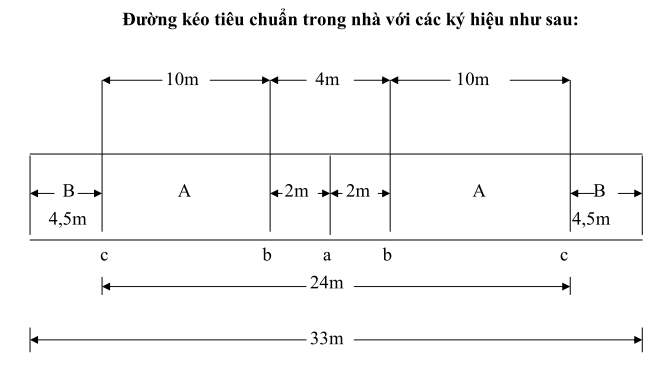 Đường kéo tiêu chuẩn trong nhà với các ký hiệu như sau:
10m 4m 10m
B A 2m 2m A B
4,5m 4,5m
c b a b c
24m
33m